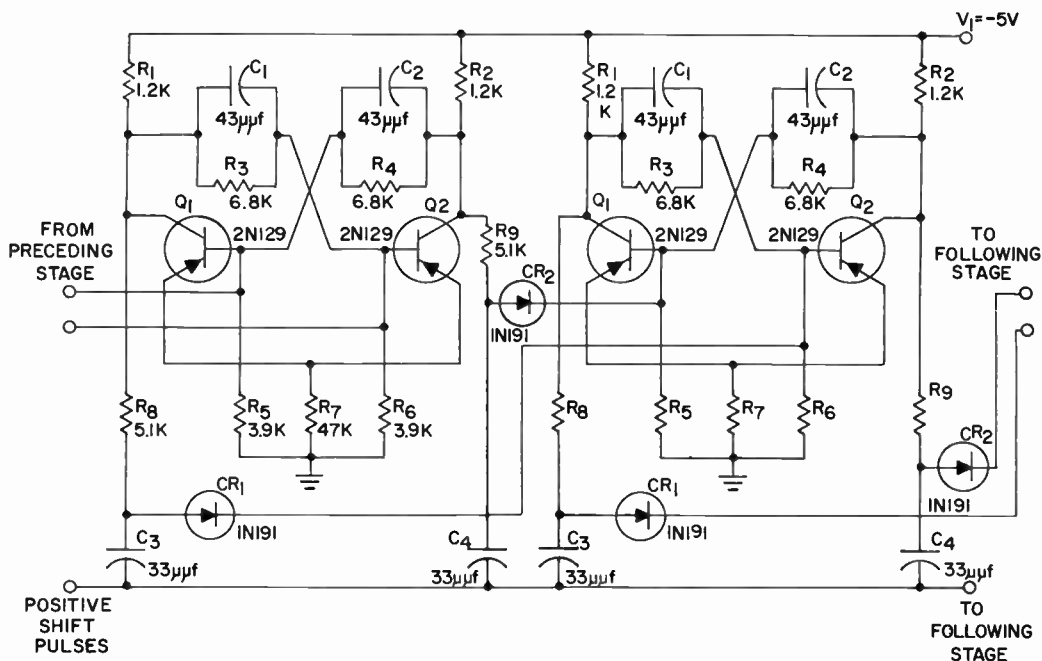 V1=-5V
R1
1.2K
C1
43µµf
R3
6.8K
C2
43µµf
R4
6.8K
R2
1.2K
R1
1.2
K
C1
43µµf
R3
6.8K
C2
43µµf
R4
6.8K
R2
1.2K
Q1
2N129
2N129
Q2
R9
5.1K
CR2
1N191
Q1
2N129
2N129
Q2
FROM
PRECEDING
STAGE
TO
FOLLOWING
STAGE
R8
5.1K
R5
3.9K
R7
47K
R6
3.9K
R8
R5
R7
R6
R9
CR2
1N191
CR1
1N191
CR1
1N191
C3
33µµf
C4
33µµf
C3
33µµf
C4
33µµf
POSITIVE
SHIFT
PULSES
TO
FOLLOWING
STAGE